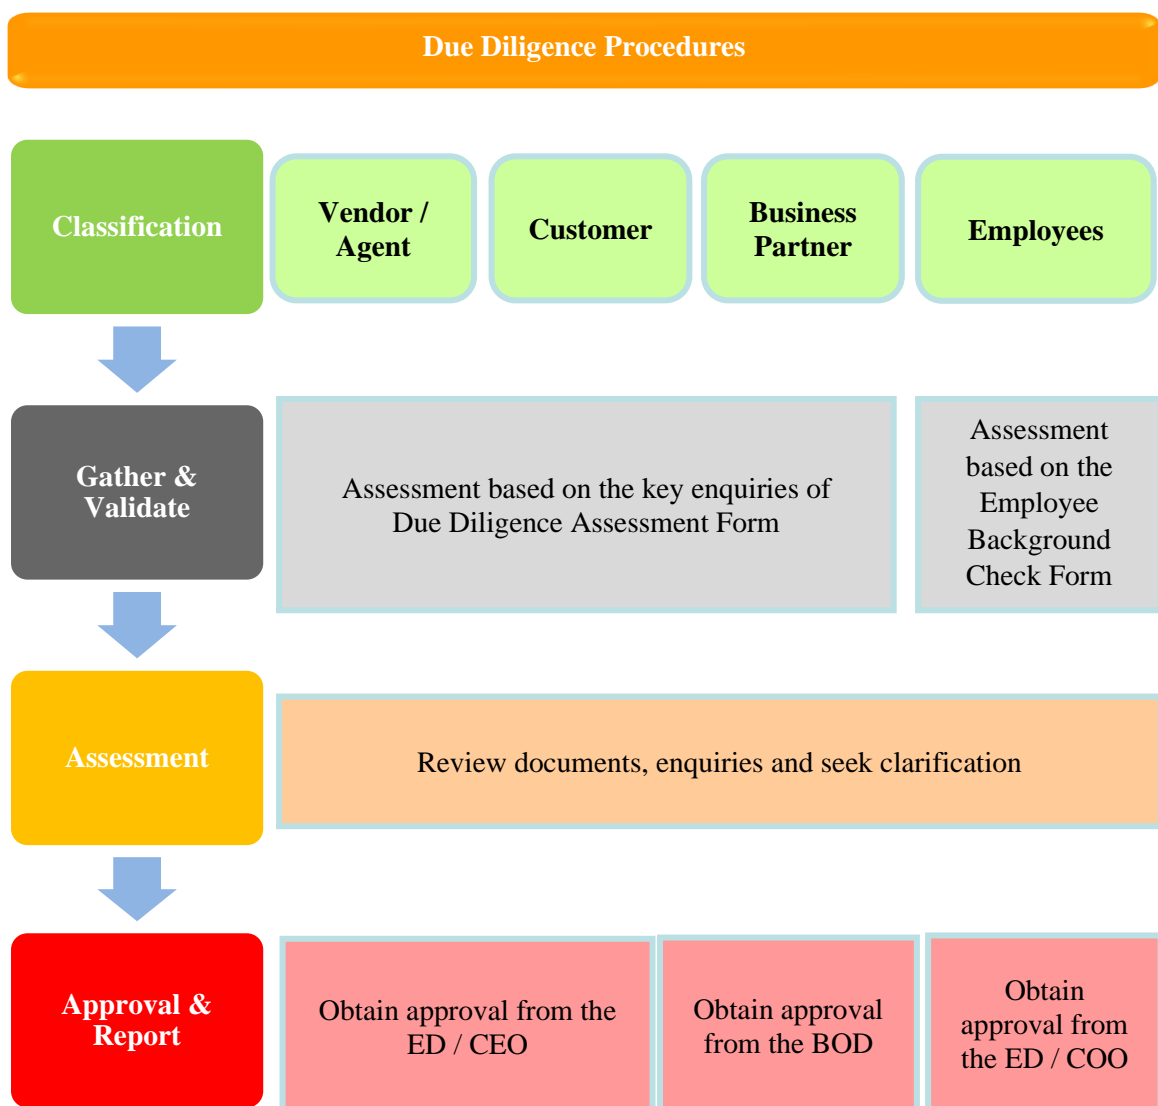 Due Diligence Procedures
Classification
Vendor /
Agent
Customer
Business
Partner
Employees
Gather &
Validate
Assessment based on the key enquiries of
Due Diligence Assessment Form
Assessment
based on the
Employee
Background
Check Form
Assessment
Review documents, enquiries and seek clarification
Approval &
Report
Obtain approval from the
ED / CEO
Obtain approval
from the BOD
Obtain
approval from
the ED / COO